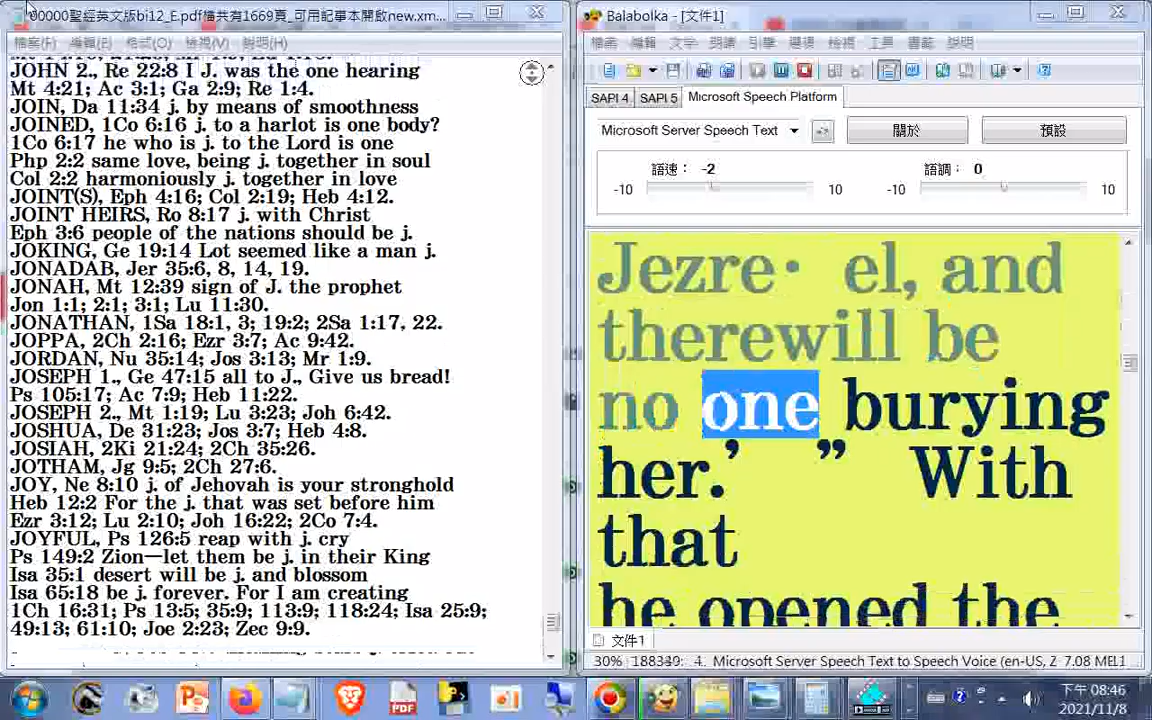 00000聖經英文版bi12_E.pdf檔共有1669頁_可用記事本開啟new.xm...
檔案(F) 編輯(E) 格式(O) 檢視(V) 說明(H)
JOHN 2., Re 22:8 I J. was the one hearing
Mt 4:21; Ac 3:1; Ga 2:9; Re 1:4.
JOIN, Da 11:34 j. by means of smoothness
JOINED, 1Co 6:16 j. to a harlot is one body?
1Co 6:17 he who is j. to the Lord is one
Php 2:2 same love, being j. together in soul
Col 2:2 harmoniously j. together in love
JOINT(S), Eph 4:16; Col 2:19; Heb 4:12.
JOINT HEIRS, Ro 8:17 j. with Christ
Eph 3:6 people of the nations should be j.
JOKING, Ge 19:14 Lot seemed like a man j.
JONADAB, Jer 35:6, 8, 14, 19.
JONAH, Mt 12:39 sign of J. the prophet
Jon 1:1; 2:1; 3:1; Lu 11:30.
JONATHAN, 1Sa 18:1, 3; 19:2; 2Sa 1:17, 22.
JOPPA, 2Ch 2:16; Ezr 3:7; Ac 9:42.
JORDAN, Nu 35:14; Jos 3:13; Mr 1:9.
JOSEPH 1., Ge 47:15 all to J., Give us bread!
Ps 105:17; Ac 7:9; Heb 11:22.
JOSEPH 2., Mt 1:19; Lu 3:23; Joh 6:42.
JOSHUA, De 31:23; Jos 3:7; Heb 4:8.
JOSIAH, 2Ki 21:24; 2Ch 35:26.
JOTHAM, Jg 9:5; 2Ch 27:6.
JOY, Ne 8:10 j. of Jehovah is your stronghold
Heb 12:2 For the j. that was set before him
Ezr 3:12; Lu 2:10; Joh 16:22; 2Co 7:4.
JOYFUL, Ps 126:5 reap with j. cry
Ps 149:2 Zion—let them be j. in their King
Isa 35:1 desert will be j. and blossom
Isa 65:18 be j. forever. For I am creating
1Ch 16:31; Ps 13:5; 35:9; 113:9; 118:24; Isa 25:9;
49:13; 61:10; Joe 2:23; Zec 9:9.
Balabolka - [文件1]
檔案 編輯 文字 朗讀 引擎 選項 檢視 工具 書籤 說明
SAPI 4 SAPI 5 Microsoft Speech Platform
Microsoft Server Speech Text 關於 預設
語速： -2 語調： 0
-10 10 -10 10
Jezre· el, and
therewill be
no one burying
her.’ ” With
that
he opened the
文件1
30% 188349: 4. Microsoft Server Speech Text to Speech Voice (en-US, Z 7.08 MB
PDF
下午 08:46
2021/11/8